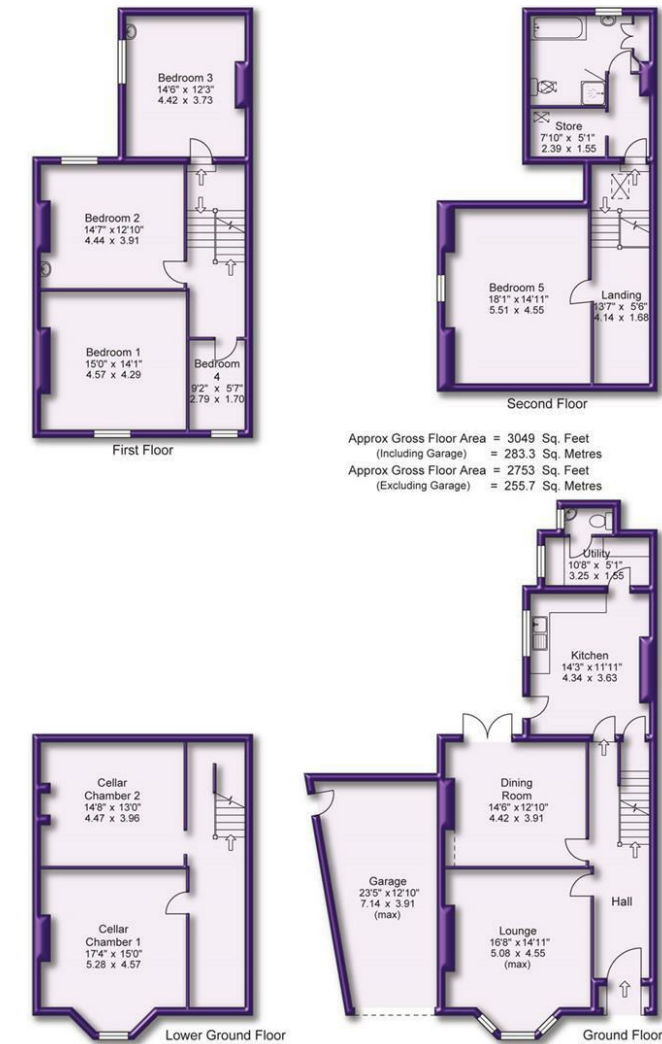 Bedroom 3
14'6" x 12'3"
4.42 x 3.73
Bedroom 2
14'7" x 12'10"
4.44 x 3.91
Bedroom 1
15'0" x 14'1"
4.57 x 4.29
Bedroom
4
9'2" x 5'7"
2.79 x 1.70
First Floor
Store
7'10" x 5'1"
2.39 x 1.55
Bedroom 5
18'1" x 14'11"
5.51 x 4.55
Landing
13'7" x 5'6"
4.14 x 1.68
Second Floor
Approx Gross Floor Area = 3049 Sq. Feet
(Including Garage) = 283.3 Sq. Metres
Approx Gross Floor Area = 2753 Sq. Feet
(Excluding Garage) = 255.7 Sq. Metres
Cellar
Chamber 2
14'8" x 13'0"
4.47 x 3.96
Cellar
Chamber 1
17'4" x 15'0"
5.28 x 4.57
Lower Ground Floor
Utility
10'8" x 5'1"
3.25 x 1.55
Kitchen
14'3" x 11'11"
4.34 x 3.63
Dining
Room
14'6" x 12'10"
4.42 x 3.91
Garage
23'5" x 12'10"
7.14 x 3.91
(max)
Lounge
16'8" x 14'11"
5.08 x 4.55
(max)
Hall
Ground Floor